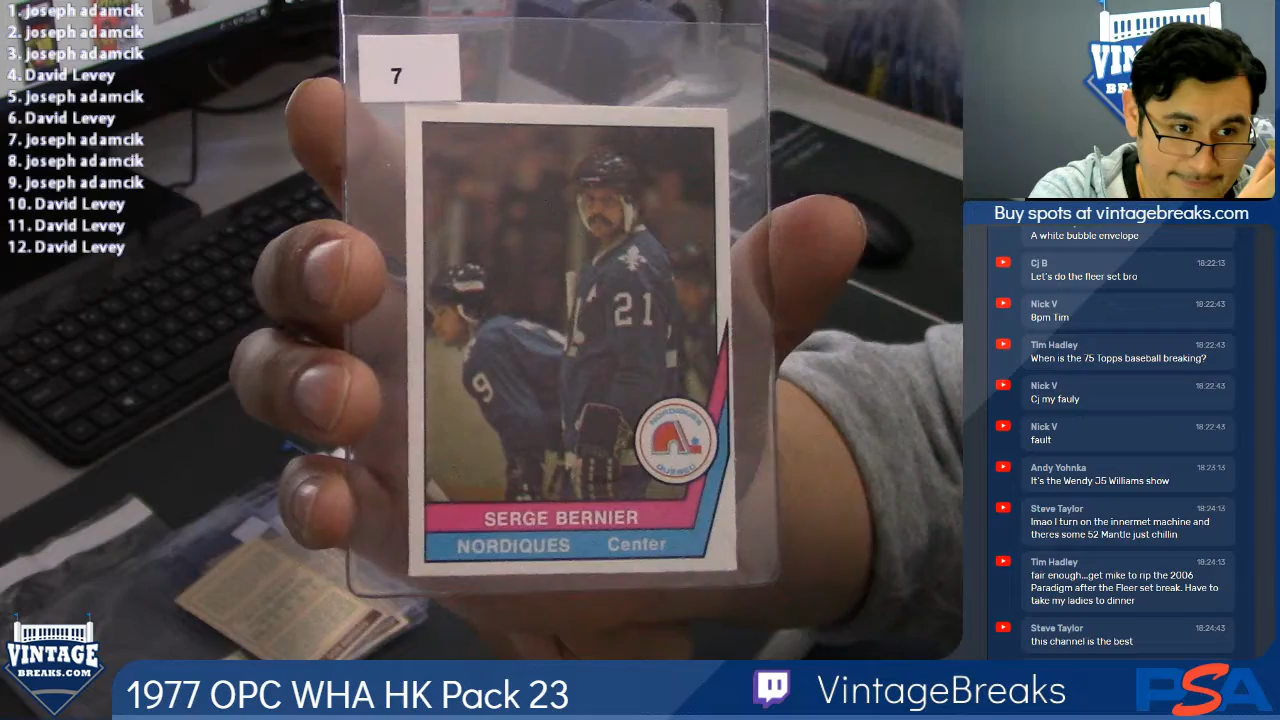 1. Joseph adamcik
2. Joseph adamcik
3. Joseph adamcik
4. David Levey
5. Joseph adamcik
6. David Levey
7. Joseph adamcik
8. Joseph adamcik
9. Joseph adamcik
10. David Levey
11. David Levey
12. David Levey
7
21
9
NORDIQUES
QUEBEC
SERGE BERNIER
NORDIQUES Center
VIN
Buy spots at vintagebreaks.com
A white bubble envelope
Cj B 18:22:13
Let's do the fleer set bro
Nick V 18:22:43
8pm Tim
Tim Hadley 18:22:43
When is the 75 Topps baseball breaking?
Nick V 18:22:43
Cj my fauly
Nick V 18:22:43
fault
Andy Yohnka 18:23:13
It's the Wendy J5 Williams show
Steve Taylor 18:24:13
lmao I turn on the innermet machine and
theres some 52 Mantle just chillin
Tim Hadley 18:24:13
fair enough...get mike to rip the 2006
Paradigm after the Fleer set break. Have to
take my ladies to dinner
Steve Taylor 18:24:43
this channel is the best
VINTAGE
BREAKS.COM
1977 OPC WHA HK Pack 23
VintageBreaks
PSA